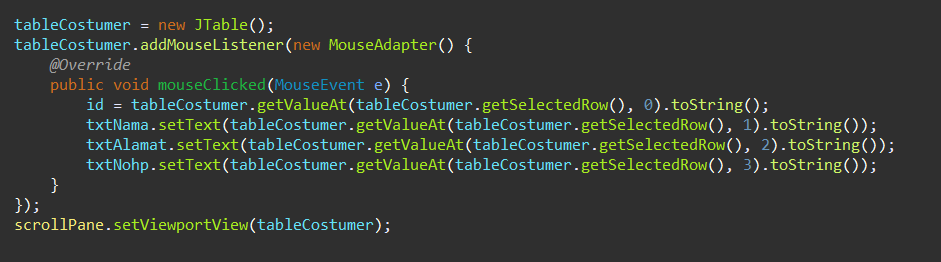 tableCostumer = new JTable();
tableCostumer.addMouseListener(new MouseAdapter() {
    @Override
    public void mouseClicked(MouseEvent e) {
        id = tableCostumer.getValueAt(tableCostumer.getSelectedRow(), 0).toString();
        txtNama.setText(tableCostumer.getValueAt(tableCostumer.getSelectedRow(), 1).toString());
        txtAlamat.setText(tableCostumer.getValueAt(tableCostumer.getSelectedRow(), 2).toString());
        txtNohp.setText(tableCostumer.getValueAt(tableCostumer.getSelectedRow(), 3).toString());
    }
});
scrollPane.setViewportView(tableCostumer);